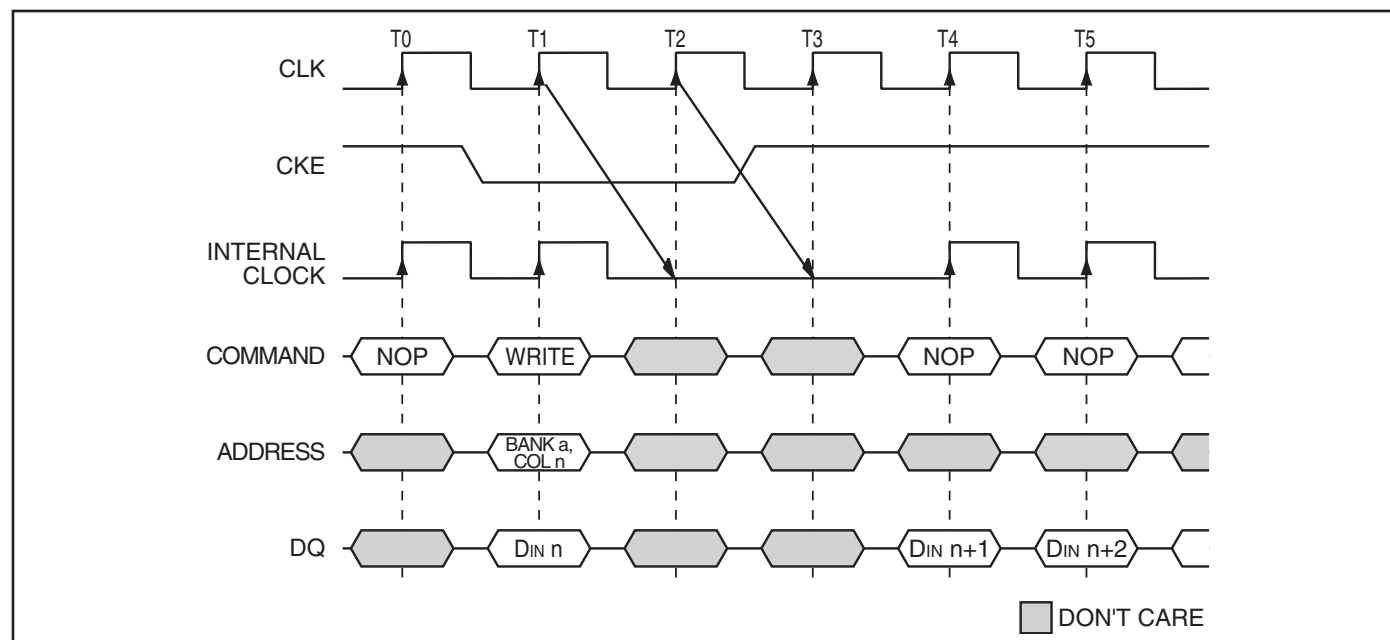 T0 T1 T2 T3 T4 T5
CLK
CKE
INTERNAL
CLOCK
COMMAND NOP WRITE NOP NOP
ADDRESS BANK a,
COL n
DQ DIN n DIN n+1 DIN n+2
DON'T CARE